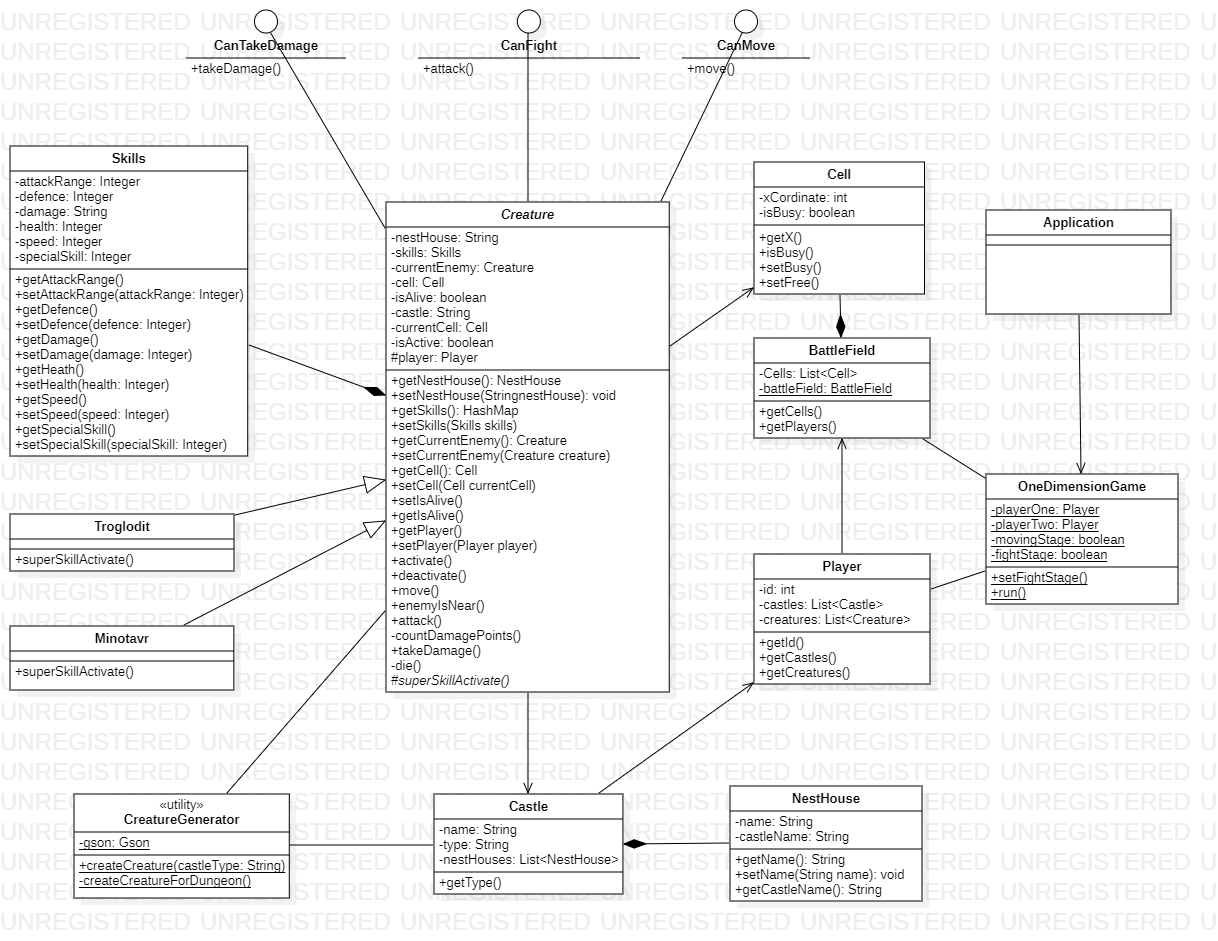 CanTakeDamage
+takeDamage()
CanFight
+attack()
CanMove
+move()
Skills
-attackRange: Integer
-defence: Integer
-damage: String
-health: Integer
-speed: Integer
-specialSkill: Integer
+getAttackRange()
+setAttackRange(attackRange: Integer)
+getDefence()
+setDefence(defence: Integer)
+getDamage()
+setDamage(damage: Integer)
+getHeath()
+setHealth(health: Integer)
+getSpeed()
+setSpeed(speed: Integer)
+getSpecialSkill()
+setSpecialSkill(specialSkill: Integer)
Creature
-nestHouse: String
-skills: Skills
-currentEnemy: Creature
-cell: Cell
-isAlive: boolean
-castle: String
-currentCell: Cell
-isActive: boolean
#player: Player
+getNestHouse(): NestHouse
+setNestHouse(StringnestHouse): void
+getSkills(): HashMap
+setSkills(Skills skills)
+getCurrentEnemy(): Creature
+setCurrentEnemy(Creature creature)
+getCell(): Cell
+setCell(Cell currentCell)
+setIsAlive()
+getIsAlive()
+getPlayer()
+setPlayer(Player player)
+activate()
+deactivate()
+move()
+enemyIsNear()
+attack()
-countDamagePoints()
+takeDamage()
-die()
#superSkillActivate()
Cell
-xCordinate: int
-isBusy: boolean
+getX()
+isBusy()
+setBusy()
+setFree()
Application
BattleField
-Cells: List<Cell>
-battleField: BattleField
+getCells()
+getPlayers()
OneDimensionGame
-playerOne: Player
-playerTwo: Player
-movingStage: boolean
-fightStage: boolean
+setFightStage()
+run()
Troglodit
+superSkillActivate()
Minotavr
+superSkillActivate()
Player
-id: int
-castles: List<Castle>
-creatures: List<Creature>
+getId()
+getCastles()
+getCreatures()
«utility»
CreatureGenerator
-gson: Gson
+createCreature(castleType: String)
-createCreatureForDungeon()
Castle
-name: String
-type: String
-nestHouses: List<NestHouse>
+getType()
NestHouse
-name: String
-castleName: String
+getName(): String
+setName(String name): void
+getCastleName(): String